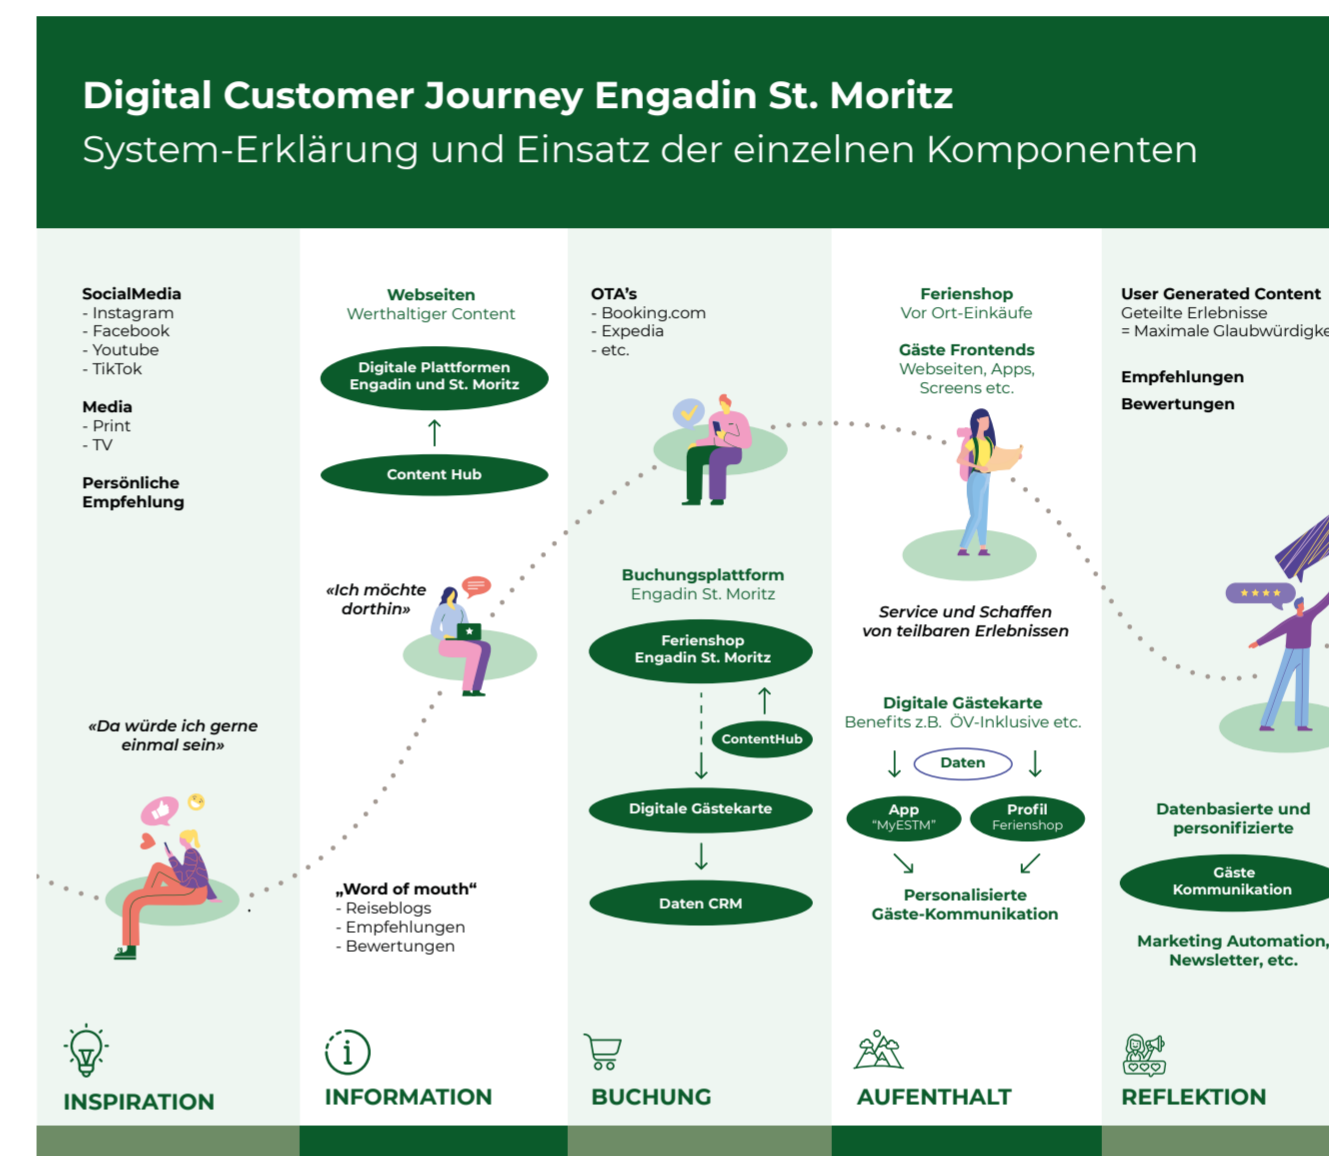 Digital Customer Journey Engadin St. Moritz
System-Erklärung und Einsatz der einzelnen Komponenten
SocialMedia
- Instagram
- Facebook
- Youtube
- TikTok
Media
- Print
- TV
Persönliche
Empfehlung
«Da würde ich gerne
einmal sein»
INSPIRATION
Webseiten
Werthaltiger Content
Digitale Plattformen
Engadin und St. Moritz
Content Hub
«Ich möchte
dorthin»
„Word of mouth“
- Reiseblogs
- Empfehlungen
- Bewertungen
INFORMATION
OTA's
- Booking.com
- Expedia
- etc.
Buchungsplattform
Engadin St. Moritz
Ferienshop
Engadin St. Moritz
ContentHub
Digitale Gästekarte
Daten CRM
BUCHUNG
Ferienshop
Vor Ort-Einkäufe
Gäste Frontends
Webseiten, Apps,
Screens etc.
Service und Schaffen
von teilbaren Erlebnissen
Digitale Gästekarte
Benefits z.B. ÖV-Inklusive etc.
Daten
App
“MyESTM”
Profil
Ferienshop
Personalisierte
Gäste-Kommunikation
AUFENTHALT
User Generated Content
Geteilte Erlebnisse
= Maximale Glaubwürdigke
Empfehlungen
Bewertungen
Datenbasierte und
personifizierte
Gäste
Kommunikation
Marketing Automation,
Newsletter, etc.
REFLEKTION